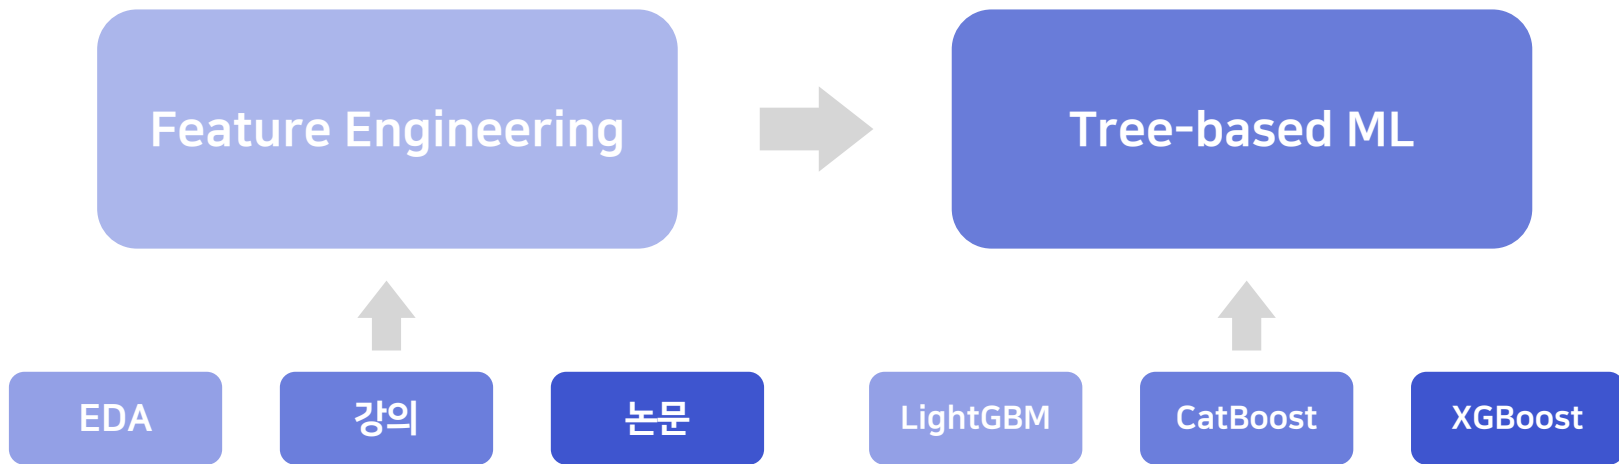 Feature Engineering
Tree-based ML
EDA
강의
논문
LightGBM
CatBoost
XGBoost